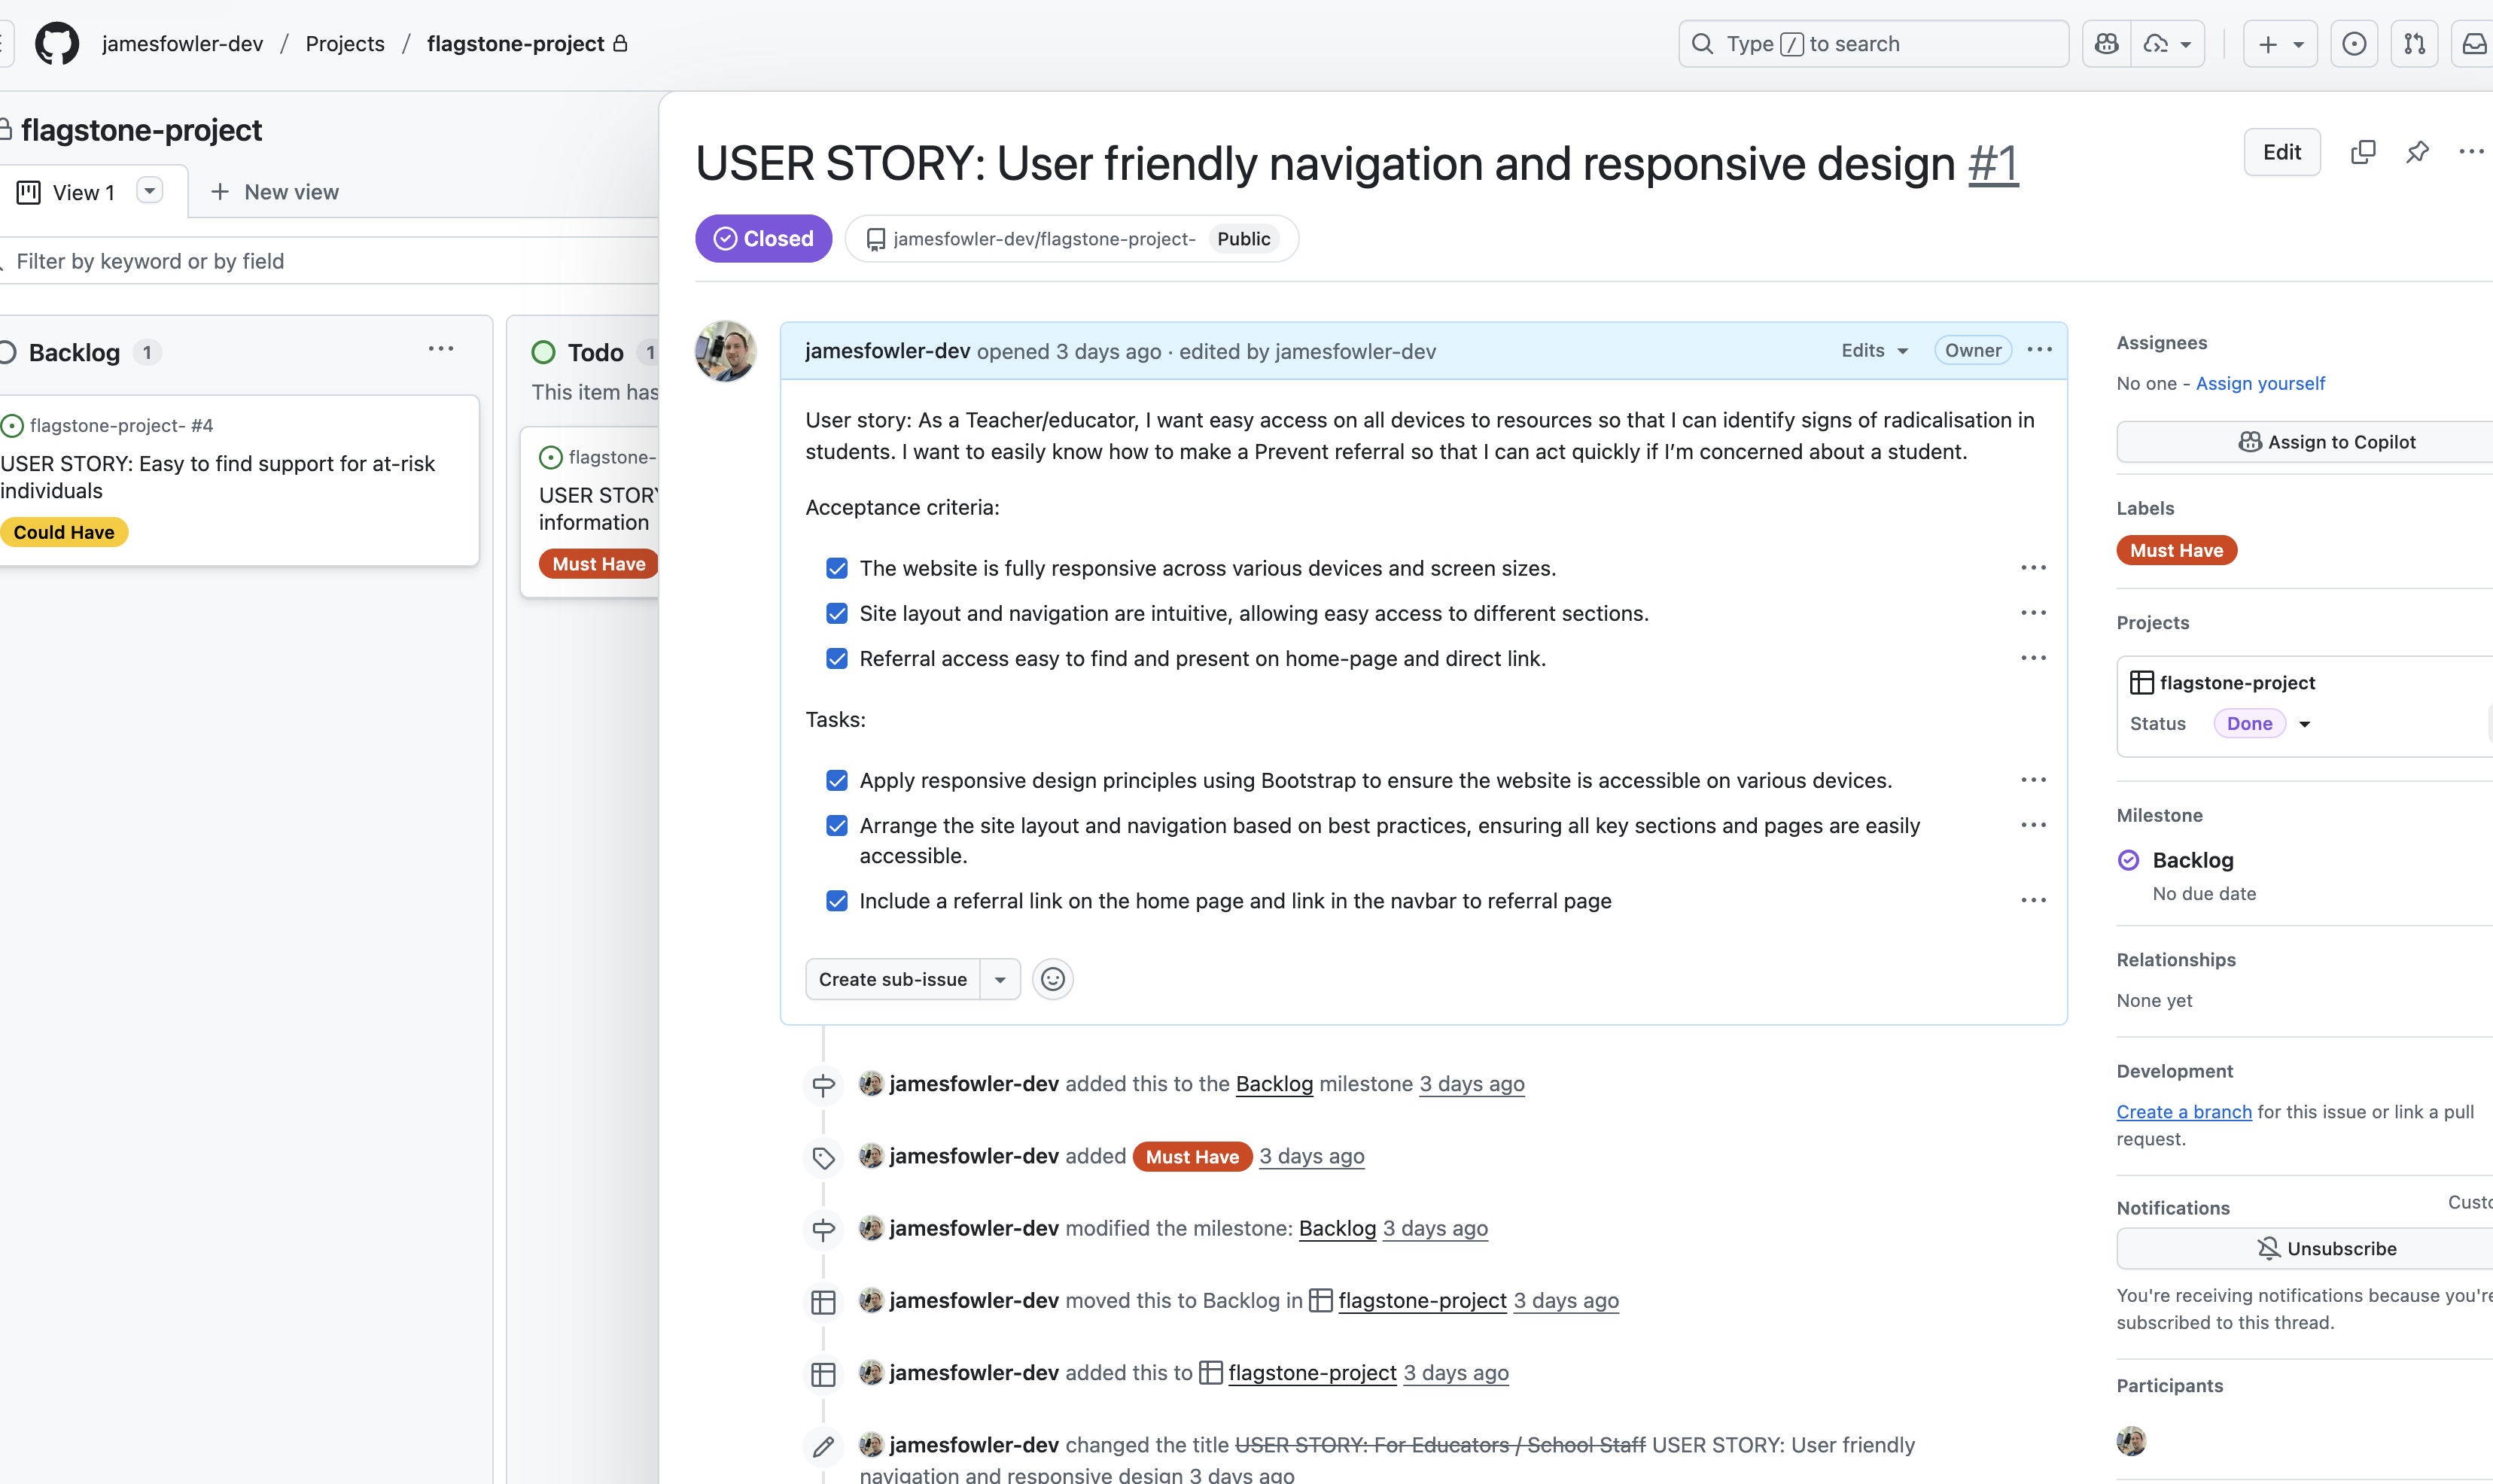 jamesfowler-dev / Projects / flagstone-project
Type / to search
flagstone-project
View 1
New view
Filter by keyword or by field
Backlog 1
flagstone-project- #4
USER STORY: Easy to find support for at-risk
individuals
Could Have
Todo 1
This item has
flagstone-
USER STORY
information
Must Have
USER STORY: User friendly navigation and responsive design #1
Edit
Closed
jamesfowler-dev/flagstone-project- Public
jamesfowler-dev opened 3 days ago · edited by jamesfowler-dev
Edits
Owner
User story: As a Teacher/educator, I want easy access on all devices to resources so that I can identify signs of radicalisation in
students. I want to easily know how to make a Prevent referral so that I can act quickly if I’m concerned about a student.
Acceptance criteria:
The website is fully responsive across various devices and screen sizes.
Site layout and navigation are intuitive, allowing easy access to different sections.
Referral access easy to find and present on home-page and direct link.
Tasks:
Apply responsive design principles using Bootstrap to ensure the website is accessible on various devices.
Arrange the site layout and navigation based on best practices, ensuring all key sections and pages are easily
accessible.
Include a referral link on the home page and link in the navbar to referral page
Create sub-issue
jamesfowler-dev added this to the Backlog milestone 3 days ago
jamesfowler-dev added Must Have 3 days ago
jamesfowler-dev modified the milestone: Backlog 3 days ago
jamesfowler-dev moved this to Backlog in flagstone-project 3 days ago
jamesfowler-dev added this to flagstone-project 3 days ago
jamesfowler-dev changed the title USER STORY: For Educators / School Staff USER STORY: User friendly
navigation and responsive design 3 days ago
Assignees
No one - Assign yourself
Assign to Copilot
Labels
Must Have
Projects
flagstone-project
Status Done
Milestone
Backlog
No due date
Relationships
None yet
Development
Create a branch for this issue or link a pull
request.
Notifications
Custo
Unsubscribe
You're receiving notifications because you're
subscribed to this thread.
Participants